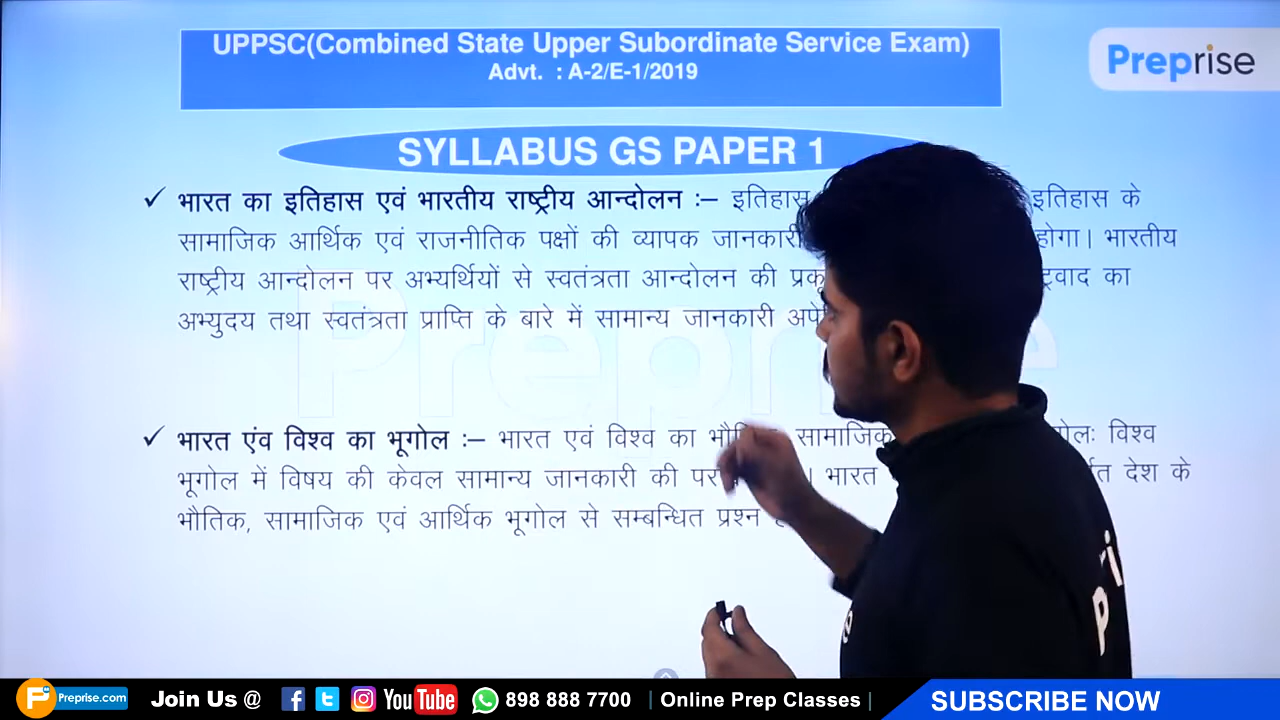 UPPSC(Combined State Upper Subordinate Service Exam)
Advt. : A-2/E-1/2019
Preprise
SYLLABUS GS PAPER 1
✓ भारत का इतिहास एवं भारतीय राष्ट्रीय आन्दोलन :– इतिहास इतिहास के
सामाजिक आर्थिक एवं राजनीतिक पक्षों की व्यापक जानकारी होगा। भारतीय
राष्ट्रीय आन्दोलन पर अभ्यर्थियों से स्वतंत्रता आन्दोलन की का
अभ्युदय तथा स्वतंत्रता प्राप्ति के बारे में सामान्य जानकारी
Preprise
✓ भारत एंव विश्व का भूगोल :– भारत एवं विश्व का सामाजिक विश्व
भूगोल में विषय की केवल सामान्य जानकारी की । भारत देश के
भौतिक, सामाजिक एवं आर्थिक भूगोल से सम्बन्धित प्रश्न
Preprise.com Join Us @ YouTube 898 888 7700 | Online Prep Classes | SUBSCRIBE NOW